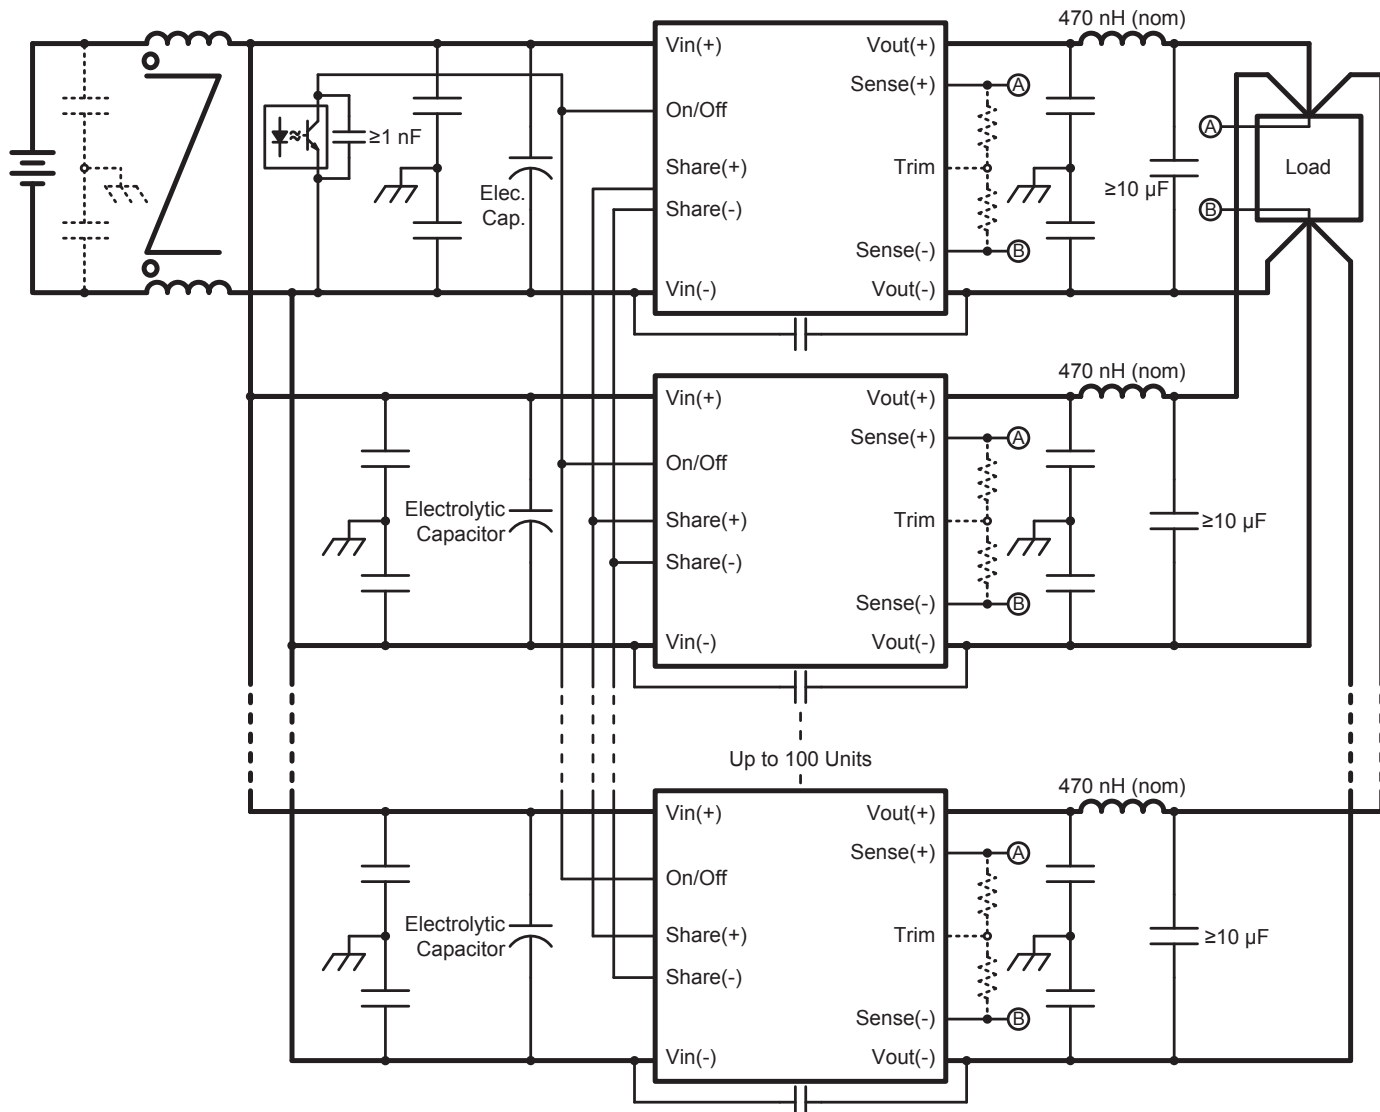 470 nH (nom)
Vin(+)
Vout(+)
Sense(+)
A
On/Off
≥1 nF
A
Share(+)
Trim
Load
Elec.
Cap.
≥10 µF
Share(-)
B
Sense(-)
B
Vin(-)
Vout(-)
470 nH (nom)
Vin(+)
Vout(+)
Sense(+)
A
On/Off
Electrolytic
Capacitor
Share(+)
Trim
≥10 µF
Share(-)
Sense(-)
B
Vin(-)
Vout(-)
Up to 100 Units
470 nH (nom)
Vin(+)
Vout(+)
Sense(+)
A
On/Off
Electrolytic
Capacitor
Share(+)
Trim
≥10 µF
Share(-)
Sense(-)
B
Vin(-)
Vout(-)